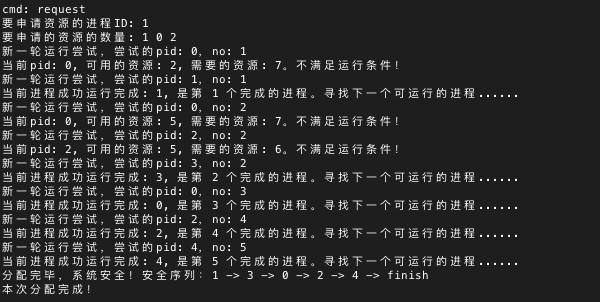 cmd: request
要申请资源的进程ID: 1
要申请的资源的数量: 1 0 2
新一轮运行尝试，尝试的pid: 0，no: 1
当前pid: 0, 可用的资源: 2, 需要的资源: 7。不满足运行条件！
新一轮运行尝试，尝试的pid: 1，no: 1
当前进程成功运行完成: 1, 是第 1 个完成的进程。寻找下一个可运行的进程......
新一轮运行尝试，尝试的pid: 0，no: 2
当前pid: 0, 可用的资源: 5, 需要的资源: 7。不满足运行条件！
新一轮运行尝试，尝试的pid: 2，no: 2
当前pid: 2, 可用的资源: 5, 需要的资源: 6。不满足运行条件！
新一轮运行尝试，尝试的pid: 3，no: 2
当前进程成功运行完成: 3, 是第 2 个完成的进程。寻找下一个可运行的进程......
新一轮运行尝试，尝试的pid: 0，no: 3
当前进程成功运行完成: 0, 是第 3 个完成的进程。寻找下一个可运行的进程......
新一轮运行尝试，尝试的pid: 2，no: 4
当前进程成功运行完成: 2, 是第 4 个完成的进程。寻找下一个可运行的进程......
新一轮运行尝试，尝试的pid: 4，no: 5
当前进程成功运行完成: 4, 是第 5 个完成的进程。寻找下一个可运行的进程......
分配完毕，系统安全！安全序列: 1 -> 3 -> 0 -> 2 -> 4 -> finish
本次分配完成！